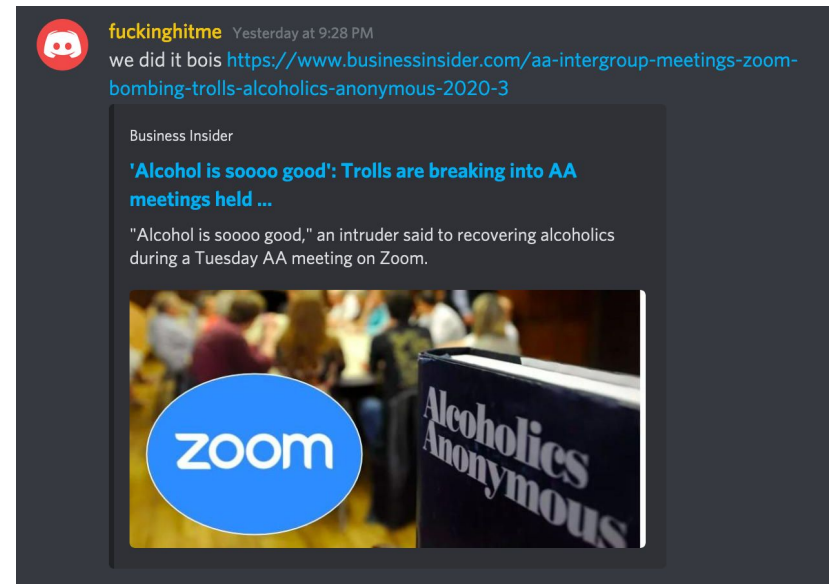 fuckinghitme Yesterday at 9:28 PM
we did it bois https://www.businessinsider.com/aa-intergroup-meetings-zoom-
bombing-trolls-alcoholics-anonymous-2020-3
Business Insider
'Alcohol is soooo good': Trolls are breaking into AA
meetings held ...
"Alcohol is soooo good," an intruder said to recovering alcoholics
during a Tuesday AA meeting on Zoom.
zoom
Alcoholics
Anonymous